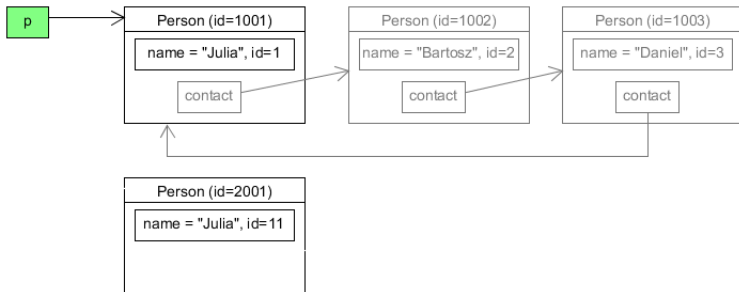 p
Person (id=1001)
name = "Julia", id=1
contact
Person (id=1002)
name = "Bartosz", id=2
contact
Person (id=1003)
name = "Daniel", id=3
contact
Person (id=2001)
name = "Julia", id=11